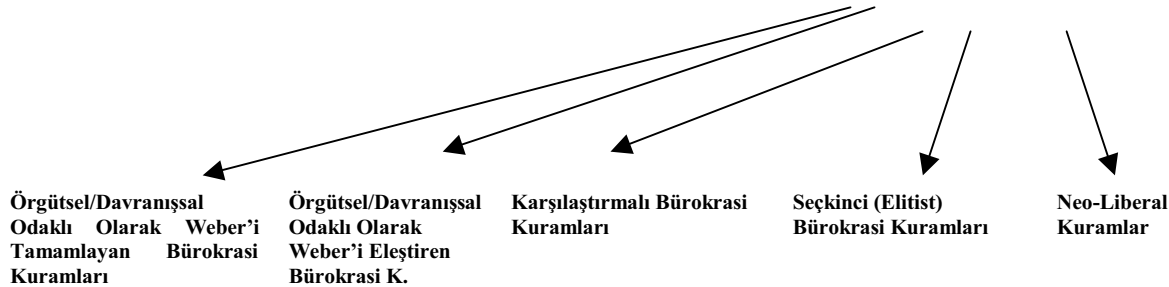 Örgütsel/Davranışsal
Odaklı Olarak Weber’i
Tamamlayan Bürokrasi
Kuramları
Örgütsel/Davranışsal
Odaklı Olarak
Weber’i Eleştiren
Bürokrasi K.
Karşılaştırmalı Bürokrasi
Kuramları
Seçkinci (Elitist)
Bürokrasi Kuramları
Neo-Liberal
Kuramlar